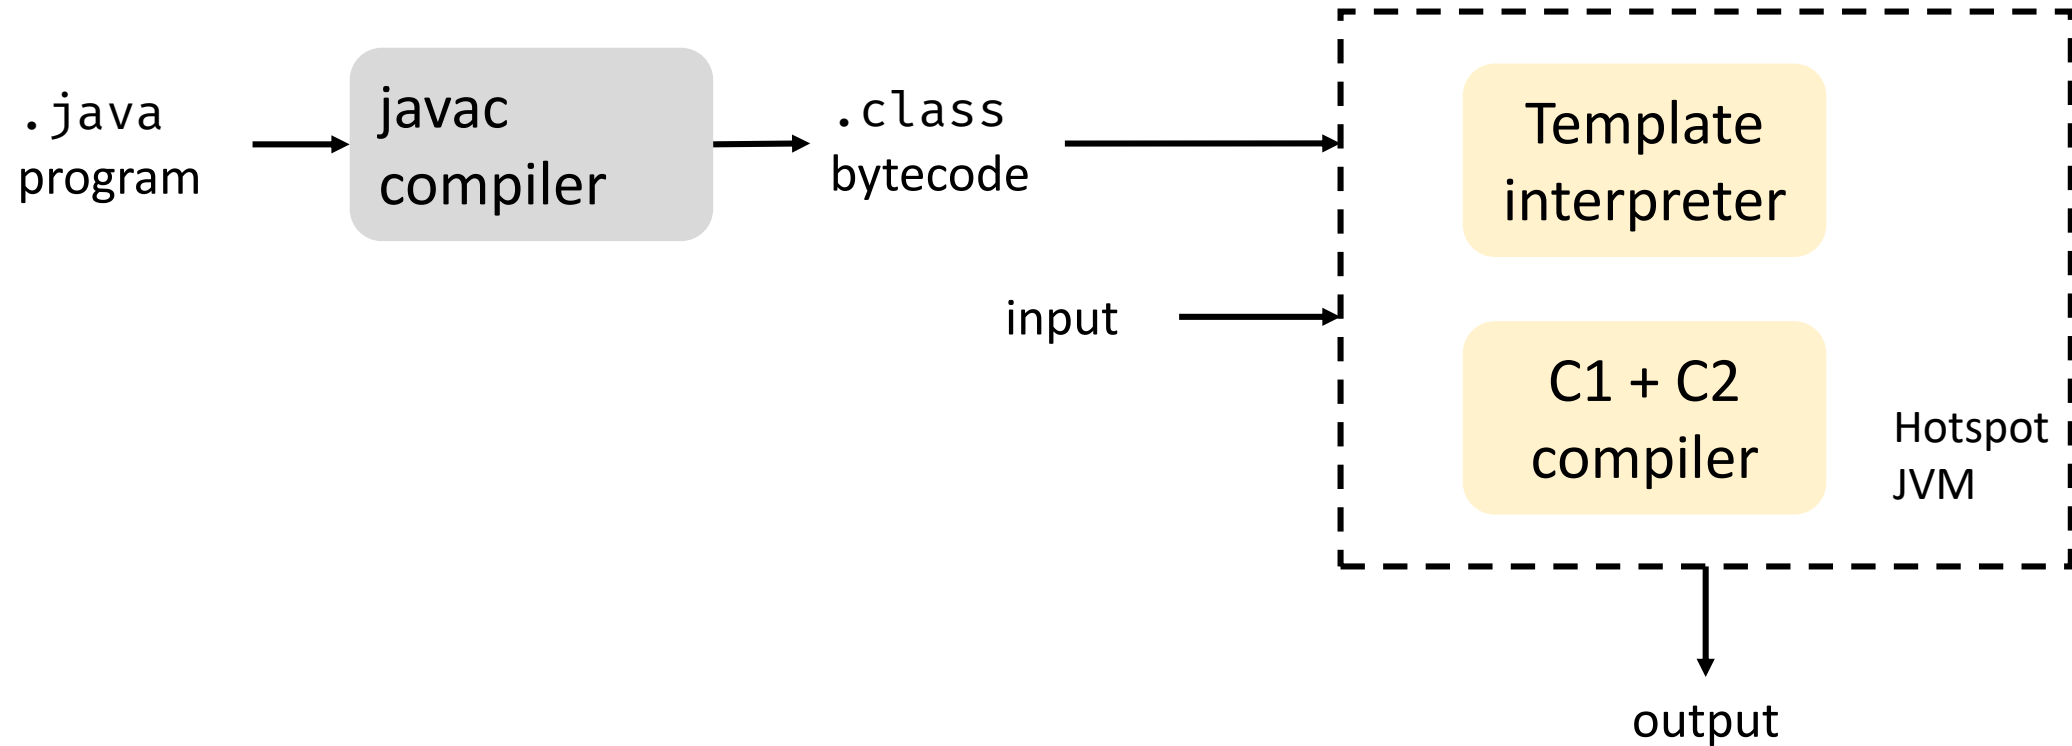 .java
program
javac
compiler
.class
bytecode
input
Template
interpreter
C1 + C2
compiler
Hotspot
JVM
output